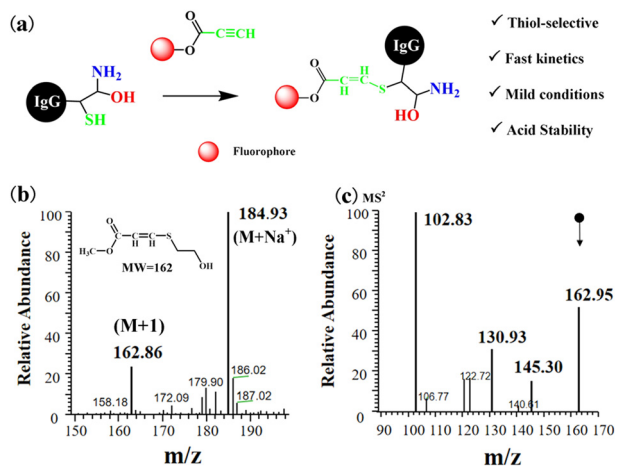 (a)
O
C≡CH
O
NH₂
IgG
OH
SH
Fluorophore
IgG
O
H
C=C
H
S
O
NH₂
HO
✓ Thiol-selective
✓ Fast kinetics
✓ Mild conditions
✓ Acid Stability
(b)
Relative Abundance
100
80
60
40
20
0
O
H
C=C
H
S
H₃C
O
OH
MW=162
184.93
(M+Na⁺)
(M+1)
162.86
158.18
172.09
179.90
186.02
187.02
150 160 170 180 190
m/z
(c) MS²
Relative Abundance
100
80
60
40
20
0
102.83
106.77
122.72
130.93
140.61
145.30
162.95
100 110 120 130 140 150 160 170
m/z